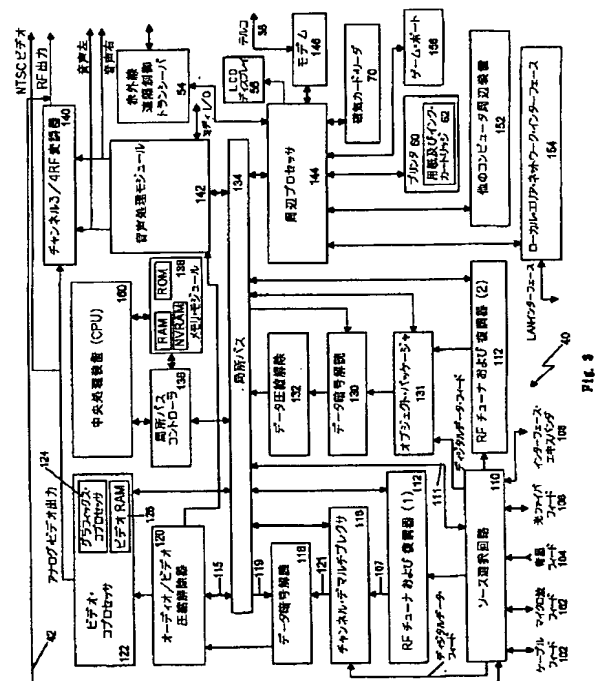 NTSCビデオ
RF出力
音声左
音声右
42
アナログ・ビデオ出力
チャンネル3/4RF変調器
140
赤外線
遠隔制御
トランシーバ
54
LCD
ディスプレイ
56
テルコ
36
モデム
146
磁気カード・リーダ
70
ゲーム・ポート
156
124
グラフィックス・
コプロセッサ
ビデオRAM
126
ビデオ・
コプロセッサ
122
中央処理装置 (CPU)
160
局所バス
コントローラ
136
RAM
ROM
NVRAM
メモリ・モジュール
138
音声処理モジュール
142
周辺プロセッサ
144
プリンタ 60
用紙及びインク・
カートリッジ
62
他のコンピュータ周辺装置
152
ローカル・エリア・ネットワーク・インターフェース
154
LANインターフェース
オーディオ/ビデオ
圧縮解除器
120
115
局所バス
134
119
データ暗号解読
118
121
チャンネル・デマルチプレクサ
116
107
RF チューナ および 復調器 (1)
112
データ圧縮解除
132
データ暗号解読
130
オブジェクト・パッケージャ
131
RF チューナ および 復調器 (2)
112
ディジタルデータ・フィード
111
ディジタルデータ・
フィード
ソース選択回路
110
ケーブル
フィード
102
マイクロ波
フィード
104
フィード
光ファイバ
フィード
106
インターフェース・
エキスパンダ
108
40